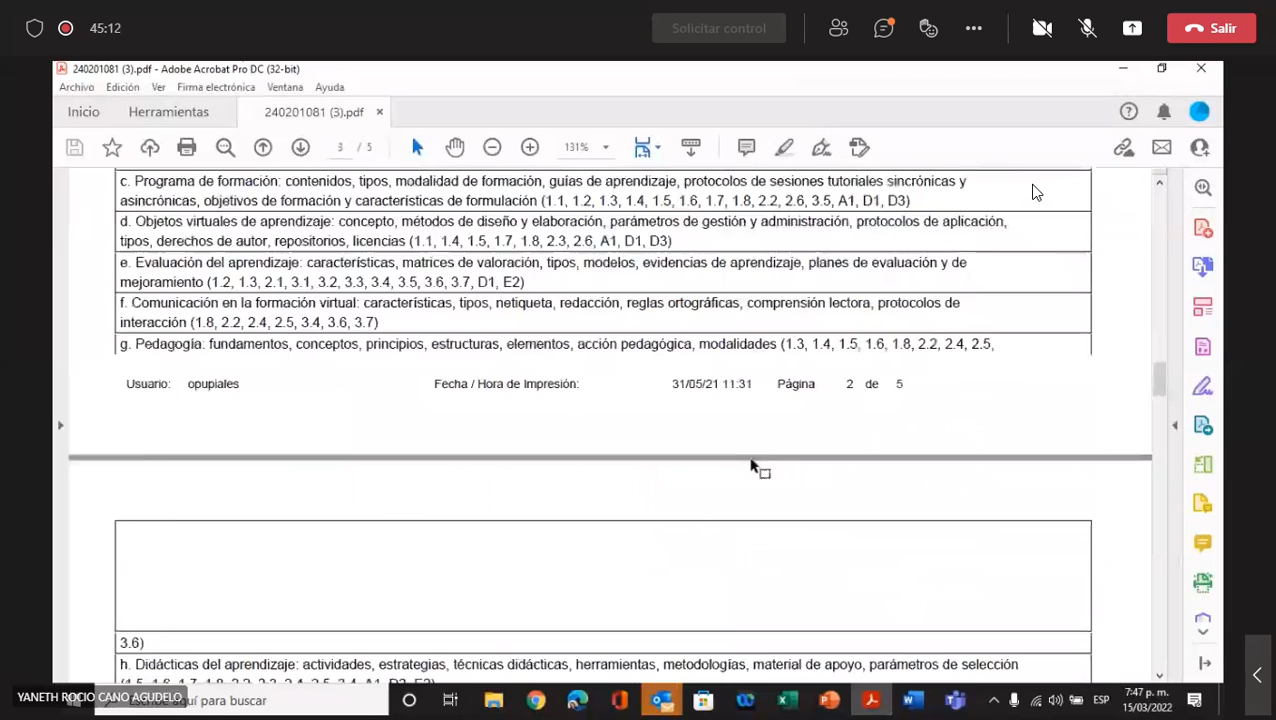 45:12
Solicitar control
Salir
240201081 (3).pdf - Adobe Acrobat Pro DC (32-bit)
Archivo Edición Ver Firma electrónica Ventana Ayuda
Inicio Herramientas 240201081 (3).pdf ×
3 / 5 131%
c. Programa de formación: contenidos, tipos, modalidad de formación, guías de aprendizaje, protocolos de sesiones tutoriales sincrónicas y
asincrónicas, objetivos de formación y características de formulación (1.1, 1.2, 1.3, 1.4, 1.5, 1.6, 1.7, 1.8, 2.2, 2.6, 3.5, A1, D1, D3)
d. Objetos virtuales de aprendizaje: concepto, métodos de diseño y elaboración, parámetros de gestión y administración, protocolos de aplicación,
tipos, derechos de autor, repositorios, licencias (1.1, 1.4, 1.5, 1.7, 1.8, 2.3, 2.6, A1, D1, D3)
e. Evaluación del aprendizaje: características, matrices de valoración, tipos, modelos, evidencias de aprendizaje, planes de evaluación y de
mejoramiento (1.2, 1.3, 2.1, 3.1, 3.2, 3.3, 3.4, 3.5, 3.6, 3.7, D1, E2)
f. Comunicación en la formación virtual: características, tipos, netiqueta, redacción, reglas ortográficas, comprensión lectora, protocolos de
interacción (1.8, 2.2, 2.4, 2.5, 3.4, 3.6, 3.7)
g. Pedagogía: fundamentos, conceptos, principios, estructuras, elementos, acción pedagógica, modalidades (1.3, 1.4, 1.5, 1.6, 1.8, 2.2, 2.4, 2.5,
Usuario: opupiales Fecha / Hora de Impresión: 31/05/21 11:31 Página 2 de 5
3.6)
h. Didácticas del aprendizaje: actividades, estrategias, técnicas didácticas, herramientas, metodologías, material de apoyo, parámetros de selección
YANETH ROCIO CANO AGUDELO
aquí para buscar
ESP
7:47 p. m.
15/03/2022